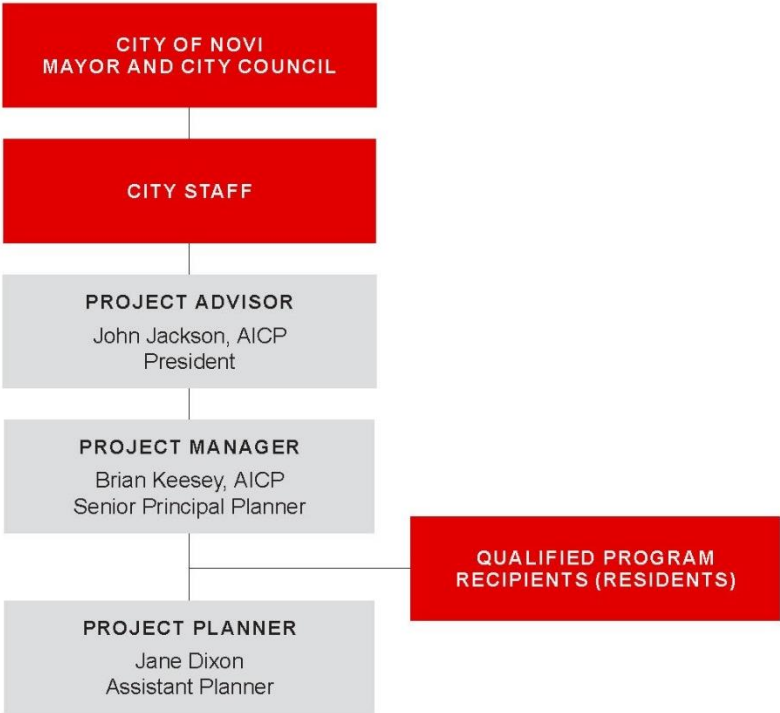 CITY OF NOVI
MAYOR AND CITY COUNCIL
CITY STAFF
PROJECT ADVISOR
John Jackson, AICP
President
PROJECT MANAGER
Brian Keesey, AICP
Senior Principal Planner
QUALIFIED PROGRAM
RECIPIENTS (RESIDENTS)
PROJECT PLANNER
Jane Dixon
Assistant Planner